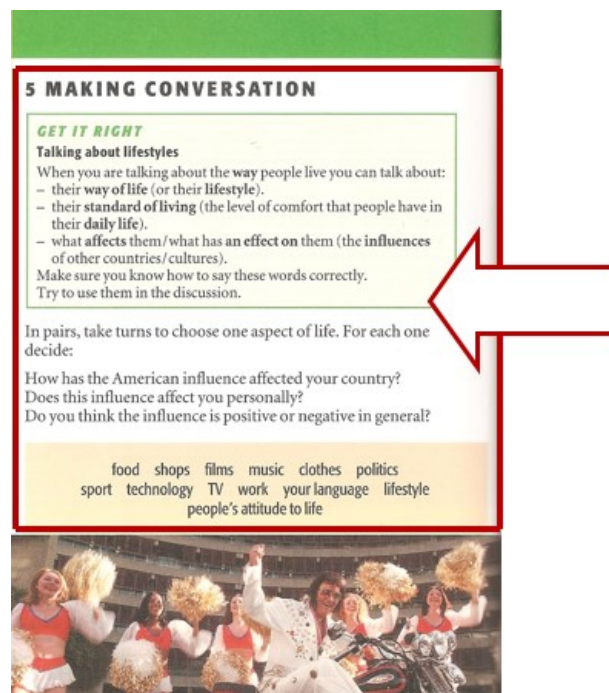 5 MAKING CONVERSATION
GET IT RIGHT
Talking about lifestyles
When you are talking about the way people live you can talk about:
– their way of life (or their lifestyle).
– their standard of living (the level of comfort that people have in
their daily life).
– what affects them/what has an effect on them (the influences
of other countries/cultures).
Make sure you know how to say these words correctly.
Try to use them in the discussion.
In pairs, take turns to choose one aspect of life. For each one
decide:
How has the American influence affected your country?
Does this influence affect you personally?
Do you think the influence is positive or negative in general?
food shops films music clothes politics
sport technology TV work your language lifestyle
people's attitude to life